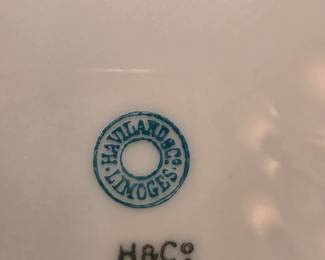 · HAVILAND & Co. ·
LIMOGES
H&Co